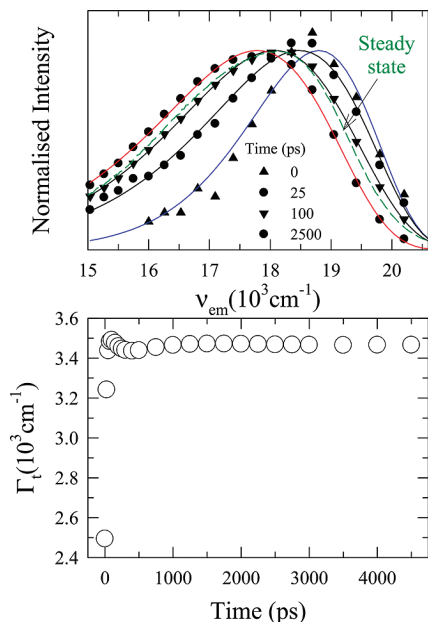 Normalised Intensity
Steady
state
Time (ps)
0
25
100
2500
15 16 17 18 19 20
ν_em(10³cm⁻¹)
Γ_t(10³cm⁻¹)
3.6
3.4
3.2
3.0
2.8
2.6
2.4
0 1000 2000 3000 4000
Time (ps)